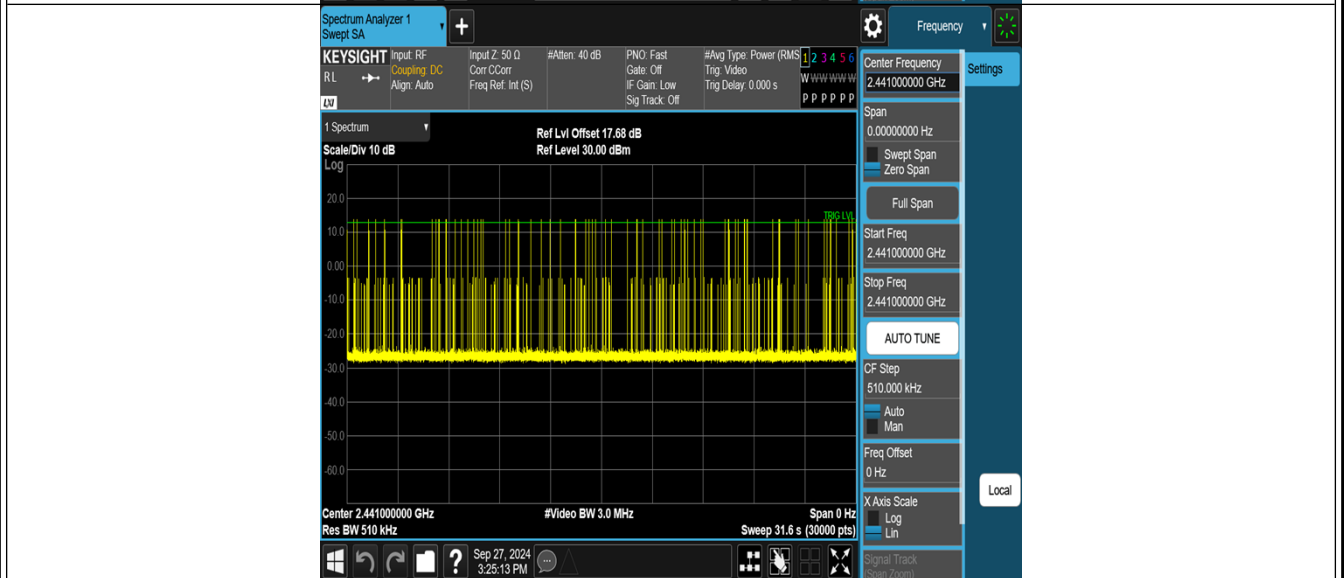 Spectrum Analyzer 1
Swept SA
+
Frequency
KEYSIGHT
RL
LXI
Input: RF
Coupling: DC
Align: Auto
Input Z: 50 Ω
Corr CCorr
Freq Ref: Int (S)
#Atten: 40 dB
PNO: Fast
Gate: Off
IF Gain: Low
Sig Track: Off
#Avg Type: Power (RMS
Trig: Video
Trig Delay: 0.000 s
1 2 3 4 5 6
W W W W W W
P P P P P P
1 Spectrum
Scale/Div 10 dB
Log
Ref Lvl Offset 17.68 dB
Ref Level 30.00 dBm
TRIG LVL
20.0
10.0
0.00
-10.0
-20.0
-30.0
-40.0
-50.0
-60.0
Center 2.441000000 GHz
Res BW 510 kHz
#Video BW 3.0 MHz
Span 0 Hz
Sweep 31.6 s (30000 pts)
?
Sep 27, 2024
3:25:13 PM
Center Frequency
2.441000000 GHz
Settings
Span
0.00000000 Hz
Swept Span
Zero Span
Full Span
Start Freq
2.441000000 GHz
Stop Freq
2.441000000 GHz
AUTO TUNE
CF Step
510.000 kHz
Auto
Man
Freq Offset
0 Hz
Local
X Axis Scale
Log
Lin
Signal Track
(Span Zoom)